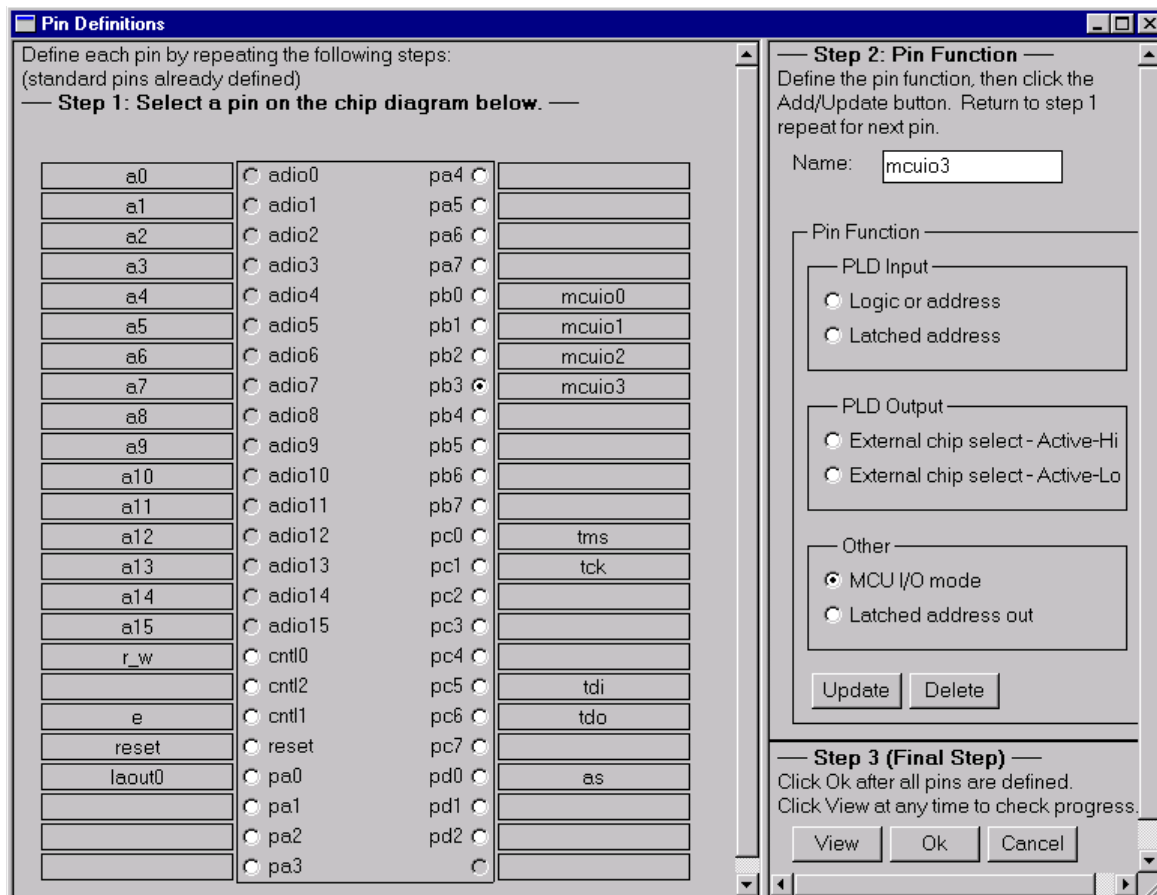 Pin Definitions
Define each pin by repeating the following steps:
(standard pins already defined)
Step 1: Select a pin on the chip diagram below.
a0 adio0 pa4
a1 adio1 pa5
a2 adio2 pa6
a3 adio3 pa7
a4 adio4 pb0 mcuio0
a5 adio5 pb1 mcuio1
a6 adio6 pb2 mcuio2
a7 adio7 pb3 mcuio3
a8 adio8 pb4
a9 adio9 pb5
a10 adio10 pb6
a11 adio11 pb7
a12 adio12 pc0 tms
a13 adio13 pc1 tck
a14 adio14 pc2
a15 adio15 pc3
r_w cntl0 pc4
cntl2 pc5 tdi
e cntl1 pc6 tdo
reset reset pc7
laout0 pa0 pd0 as
pa1 pd1
pa2 pd2
pa3
Step 2: Pin Function
Define the pin function, then click the
Add/Update button. Return to step 1
repeat for next pin.
Name: mcuio3
Pin Function
PLD Input
Logic or address
Latched address
PLD Output
External chip select - Active-Hi
External chip select - Active-Lo
Other
MCU I/O mode
Latched address out
Update Delete
Step 3 (Final Step)
Click Ok after all pins are defined.
Click View at any time to check progress.
View Ok Cancel